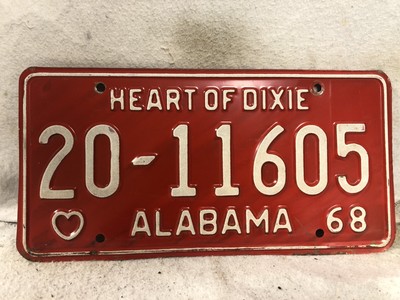 HEART OF DIXIE
20-11605
ALABAMA 68